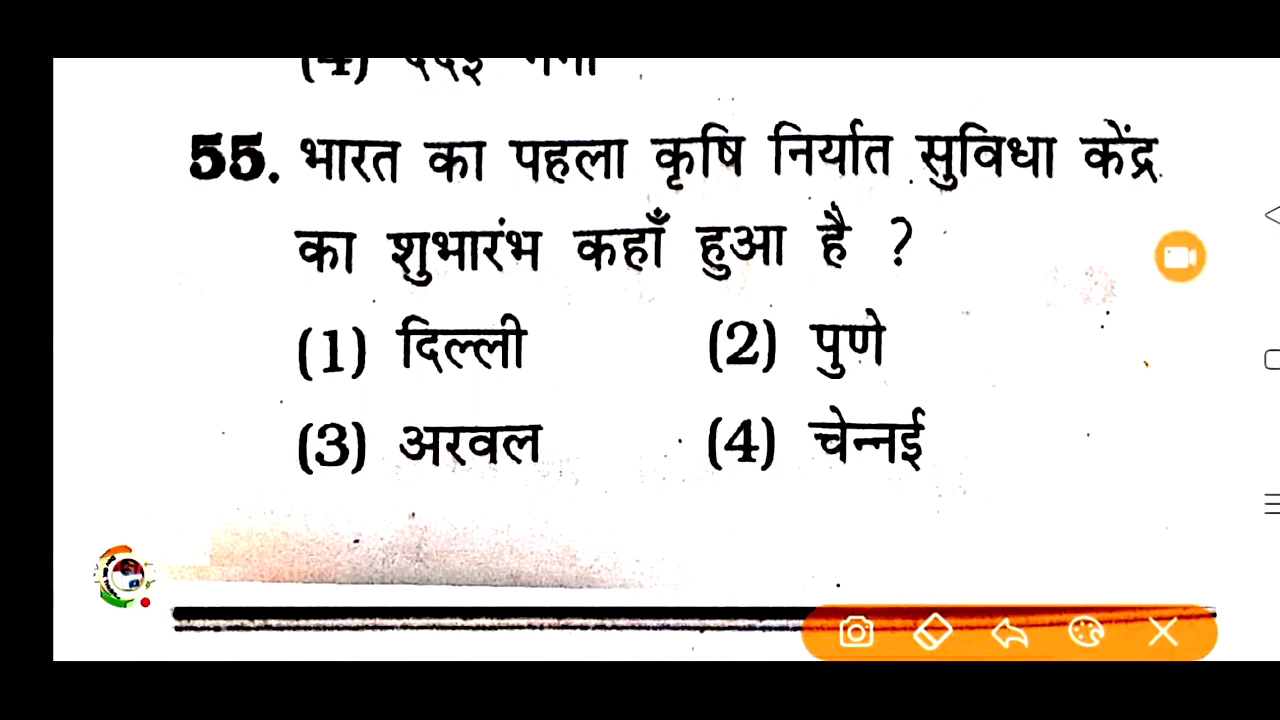 55. भारत का पहला कृषि निर्यात सुविधा केंद्र
का शुभारंभ कहाँ हुआ है ?
(1) दिल्ली (2) पुणे
(3) अरवल (4) चेन्नई